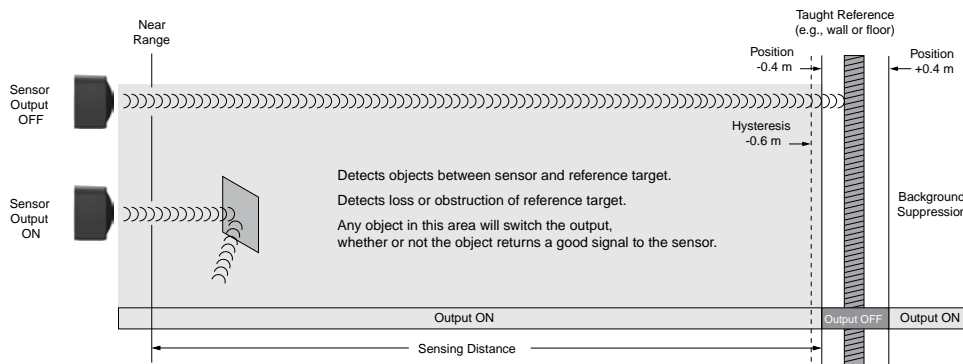 Taught Reference
(e.g., wall or floor)
Near
Range
Position
-0.4 m
Position
+0.4 m
Sensor
Output
OFF
Hysteresis
-0.6 m
Detects objects between sensor and reference target.
Detects loss or obstruction of reference target.
Any object in this area will switch the output,
whether or not the object returns a good signal to the sensor.
Sensor
Output
ON
Background
Suppression
Output ON
Output OFF
Output ON
Sensing Distance